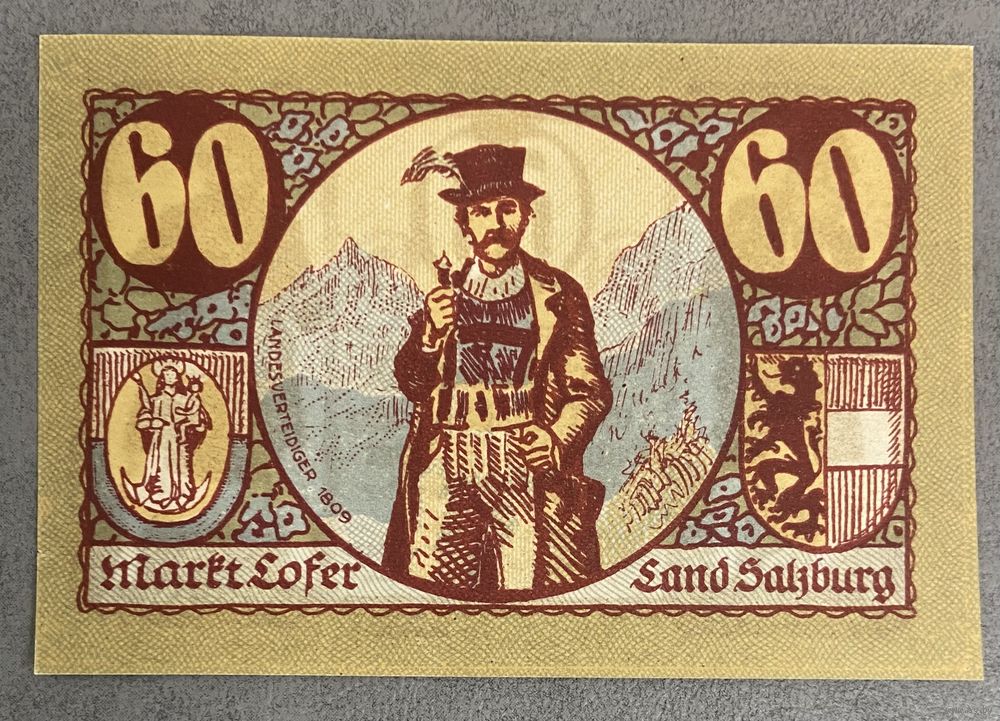 60
60
LANDESVERTEIDIGER 1809
Markt Lofer
Land Salzburg